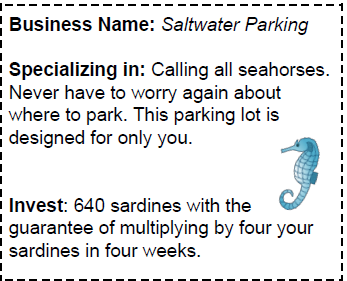 Business Name: Saltwater Parking
Specializing in: Calling all seahorses.
Never have to worry again about
where to park. This parking lot is
designed for only you.
Invest: 640 sardines with the
guarantee of multiplying by four your
sardines in four weeks.